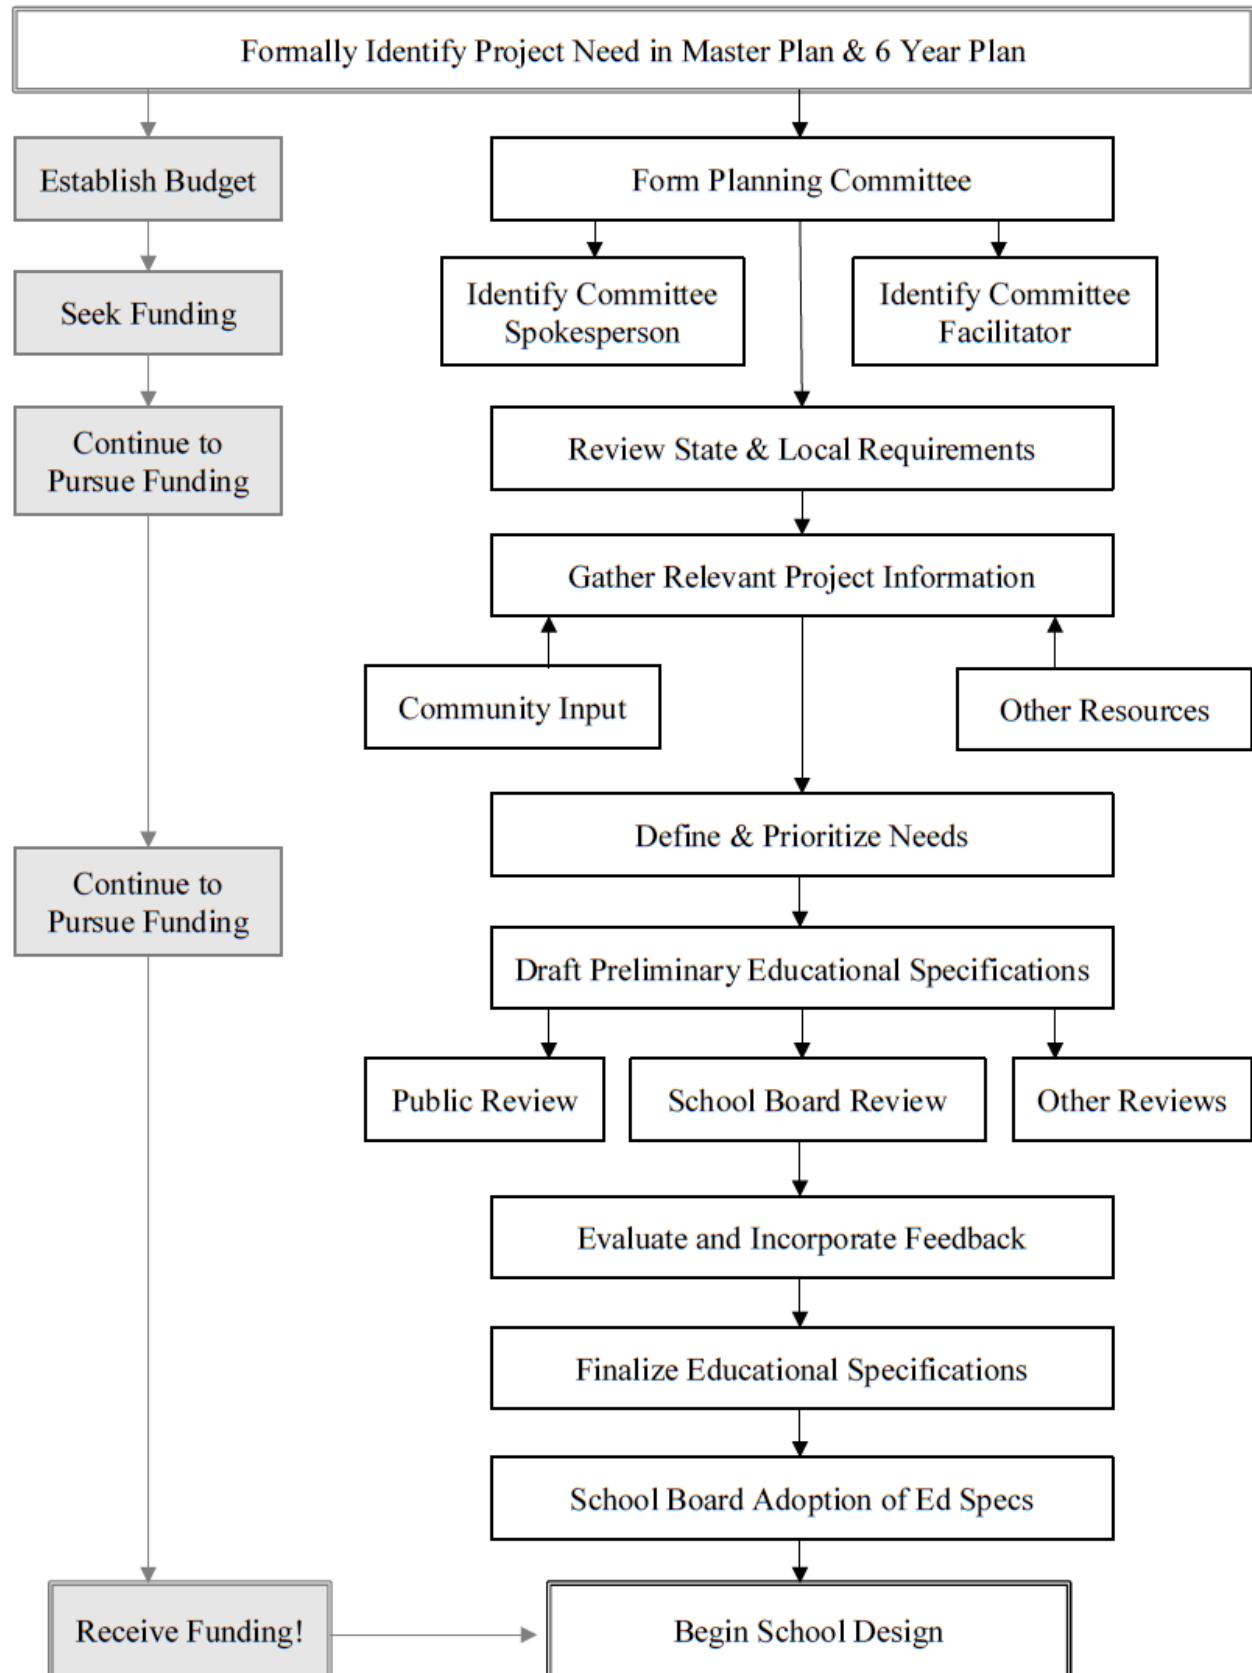 Formally Identify Project Need in Master Plan & 6 Year Plan
Establish Budget
Form Planning Committee
Seek Funding
Identify Committee
Spokesperson
Identify Committee
Facilitator
Continue to
Pursue Funding
Review State & Local Requirements
Gather Relevant Project Information
Community Input
Other Resources
Define & Prioritize Needs
Continue to
Pursue Funding
Draft Preliminary Educational Specifications
Public Review
School Board Review
Other Reviews
Evaluate and Incorporate Feedback
Finalize Educational Specifications
School Board Adoption of Ed Specs
Receive Funding!
Begin School Design